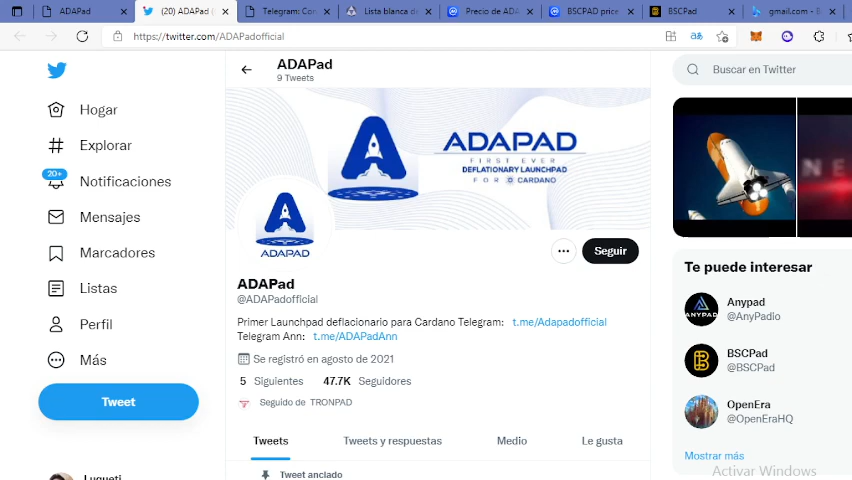 ADAPad
(20) ADAPad (
Telegram: Con
Lista blanca de
Precio de ADA
BSCPAD price
BSCPad
gmail.com - B
https://twitter.com/ADAPadofficial
ADAPad
9 Tweets
Buscar en Twitter
Hogar
Explorar
20+
Notificaciones
Mensajes
Marcadores
Listas
Perfil
Más
Tweet
Luqueti
ADAPAD
FIRST EVER
DEFLATIONARY LAUNCHPAD
FOR CARDANO
ADAPAD
Seguir
ADAPad
@ADAPadofficial
Primer Launchpad deflacionario para Cardano Telegram: t.me/Adapadofficial
Telegram Ann: t.me/ADAPadAnn
Se registró en agosto de 2021
5 Siguientes 47.7K Seguidores
Seguido de TRONPAD
Tweets
Tweets y respuestas
Medio
Le gusta
Tweet anclado
NE
Te puede interesar
ANYPAD
Anypad
@AnyPadio
BSCPad
@BSCPad
OpenEra
@OpenEraHQ
Mostrar más
Activar Windows